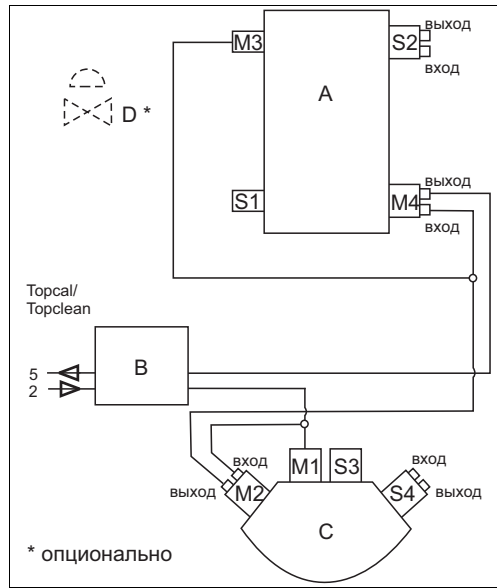 выход
M3
S2
вход
A
D *
выход
S1
M4
вход
Topcal/
Topclean
5
B
2
вход
M1
S3
вход
выход
M2
S4
выход
C
* опционально